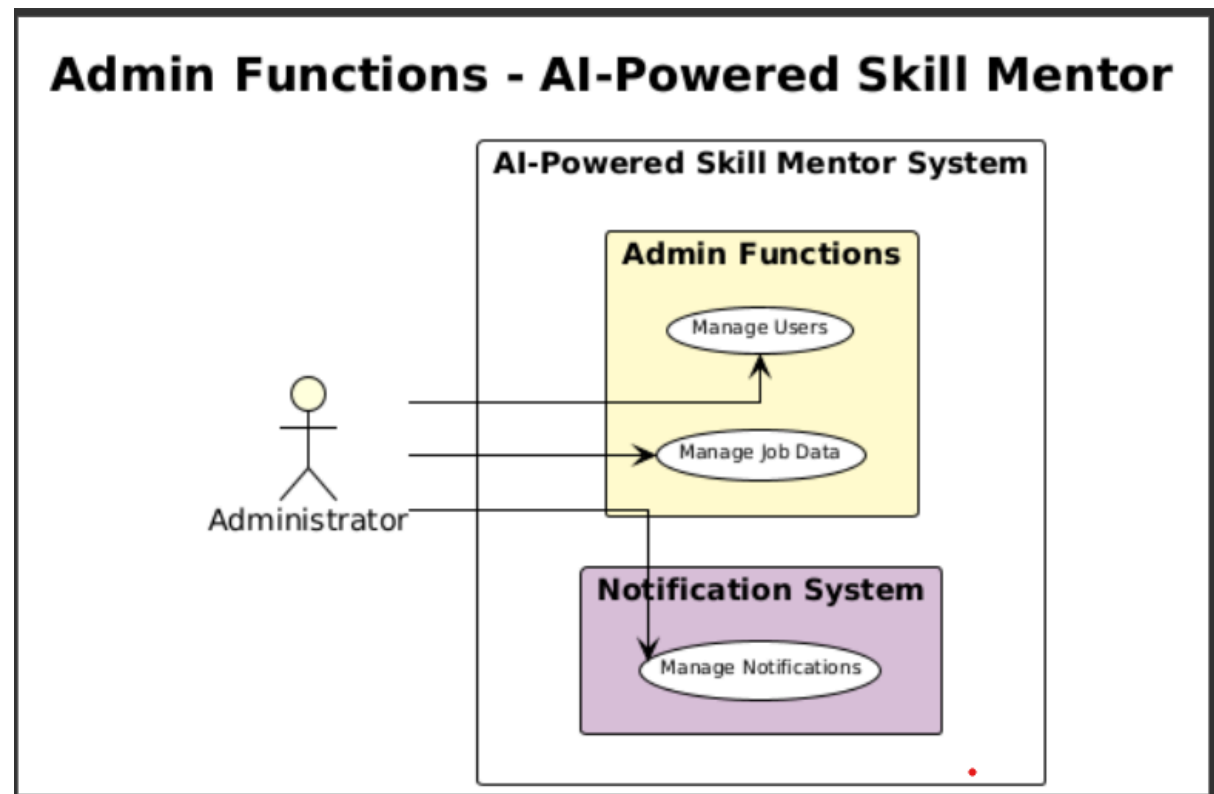 Admin Functions - AI-Powered Skill Mentor
AI-Powered Skill Mentor System
Admin Functions
Manage Users
Manage Job Data
Administrator
Notification System
Manage Notifications